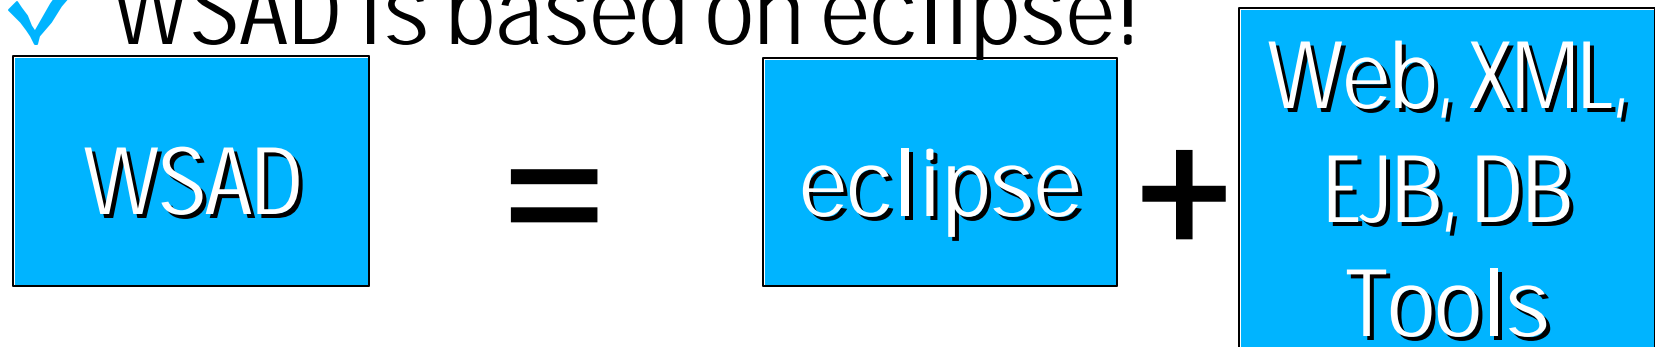 WSAD is based on eclipse!
WSAD
=
eclipse
+
Web, XML,
EJB, DB
Tools